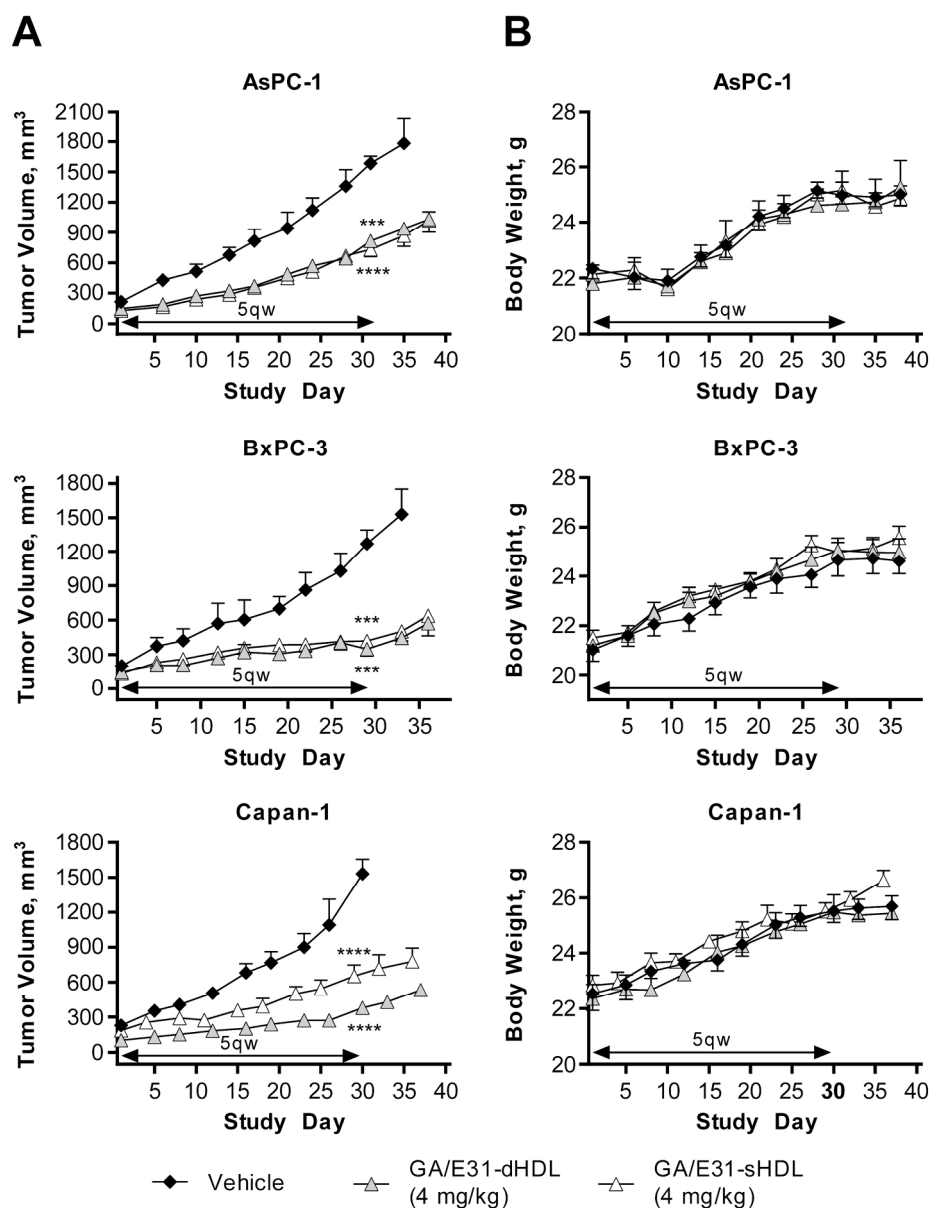 A
B
AsPC-1
Tumor Volume, mm³
2100
1800
1500
1200
900
600
300
0
***
****
5qw
5 10 15 20 25 30 35 40
Study Day
AsPC-1
Body Weight, g
28
26
24
22
20
5qw
5 10 15 20 25 30 35 40
Study Day
BxPC-3
Tumor Volume, mm³
1800
1500
1200
900
600
300
0
***
***
5qw
5 10 15 20 25 30 35
Study Day
BxPC-3
Body Weight, g
28
26
24
22
20
5qw
5 10 15 20 25 30 35
Study Day
Capan-1
Tumor Volume, mm³
1800
1500
1200
900
600
300
0
****
****
5qw
5 10 15 20 25 30 35 40
Study Day
Capan-1
Body Weight, g
28
26
24
22
20
5qw
5 10 15 20 25 30 35 40
Study Day
Vehicle
GA/E31-dHDL
(4 mg/kg)
GA/E31-sHDL
(4 mg/kg)